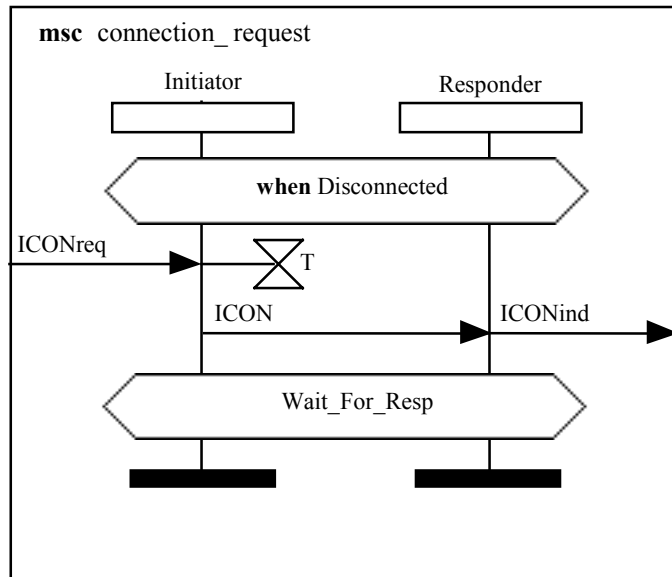 msc connection_request
Initiator
Responder
when Disconnected
ICONreq
T
ICON
ICONind
Wait_For_Resp